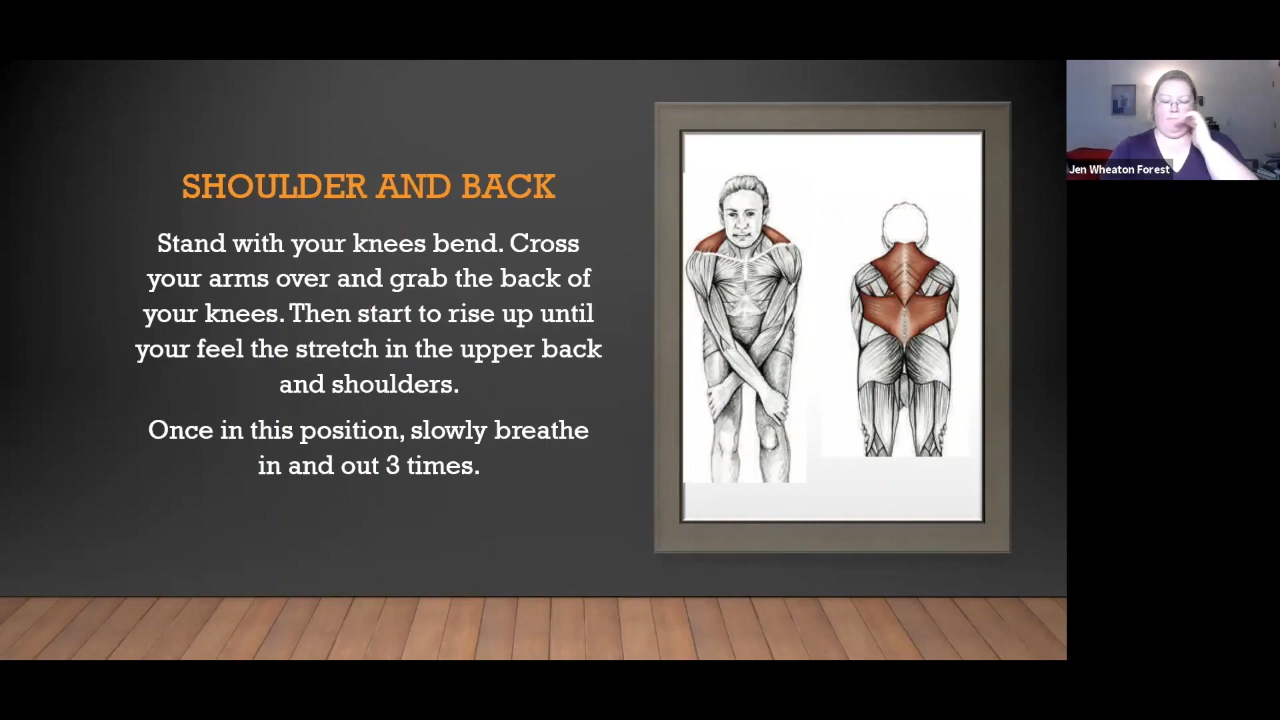 SHOULDER AND BACK
Stand with your knees bend. Cross
your arms over and grab the back of
your knees. Then start to rise up until
your feel the stretch in the upper back
and shoulders.
Once in this position, slowly breathe
in and out 3 times.
Jen Wheaton Forest